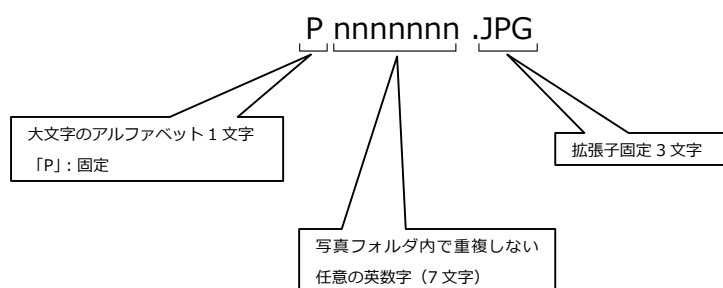 P nnnnnnn .JPG
大文字のアルファベット 1 文字
「P」: 固定
拡張子固定 3 文字
写真フォルダ内で重複しない
任意の英数字（7 文字）